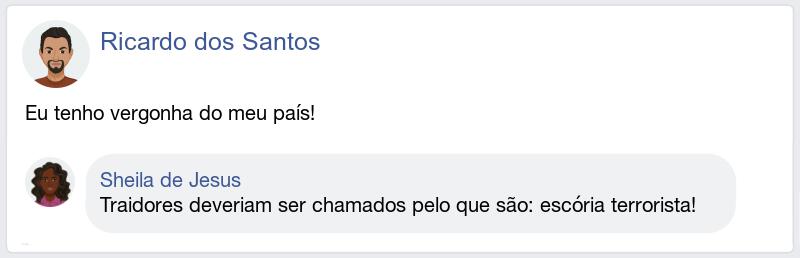 Ricardo dos Santos
Eu tenho vergonha do meu país!
Sheila de Jesus
Traidores deveriam ser chamados pelo que são: escória terrorista!